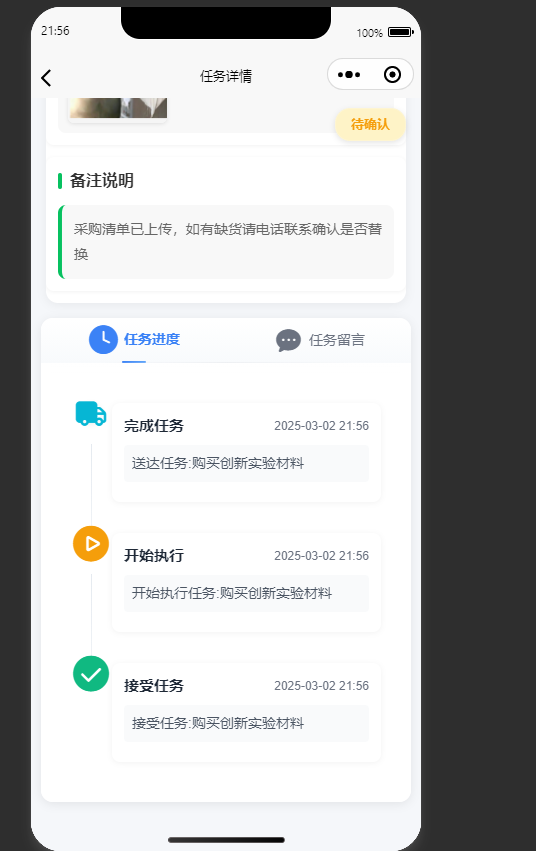 21:56
100%
任务详情
待确认
备注说明
采购清单已上传，如有缺货请电话联系确认是否替
换
任务进度
任务留言
完成任务
2025-03-02 21:56
送达任务:购买创新实验材料
开始执行
2025-03-02 21:56
开始执行任务:购买创新实验材料
接受任务
2025-03-02 21:56
接受任务:购买创新实验材料